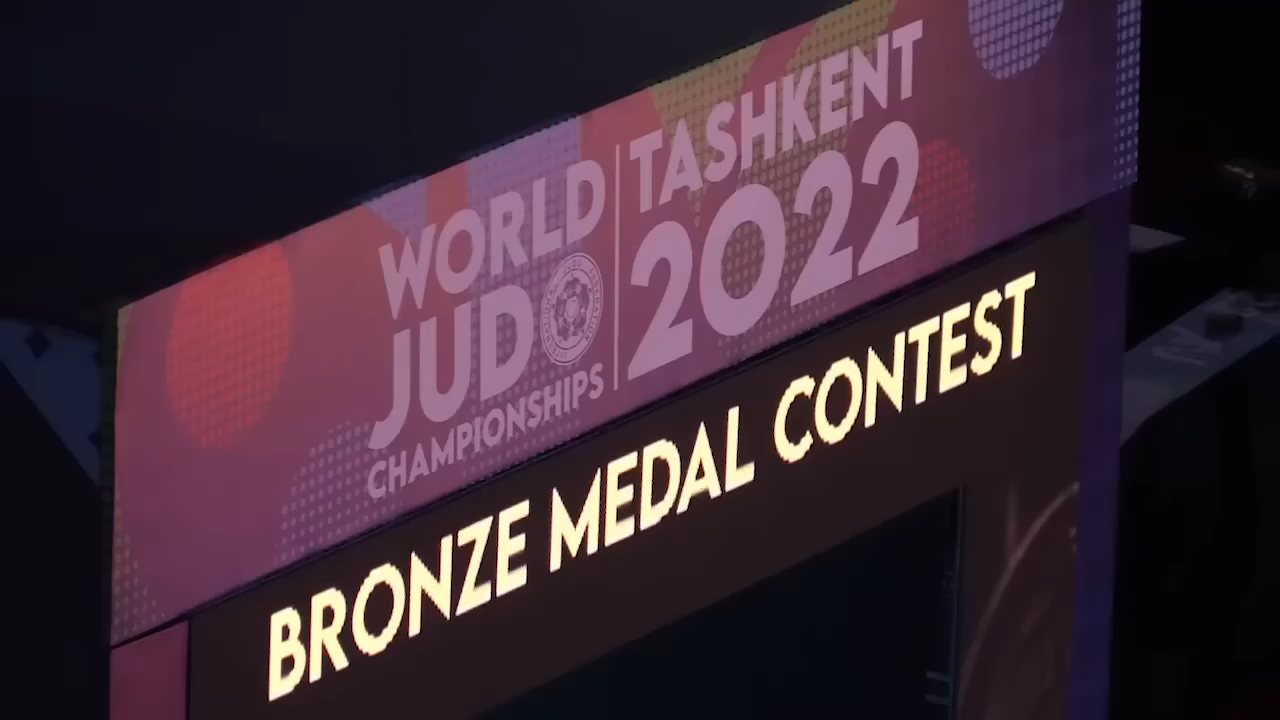 WORLD
JUDO
CHAMPIONSHIPS
TASHKENT
2022
BRONZE MEDAL CONTEST